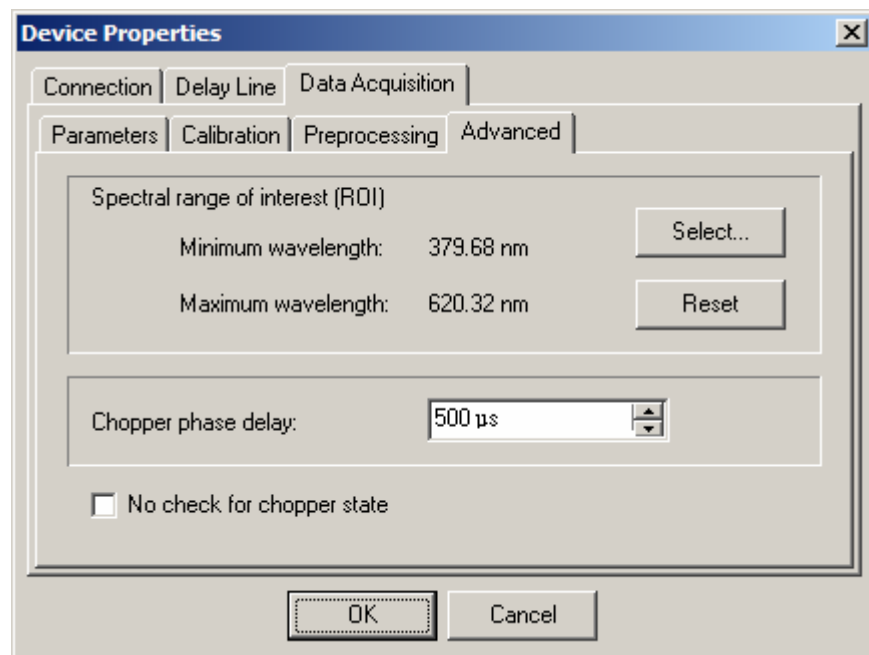 Device Properties
Connection Delay Line Data Acquisition
Parameters Calibration Preprocessing Advanced
Spectral range of interest (ROI)
Minimum wavelength: 379.68 nm Select...
Maximum wavelength: 620.32 nm Reset
Chopper phase delay: 500 µs
No check for chopper state
OK Cancel